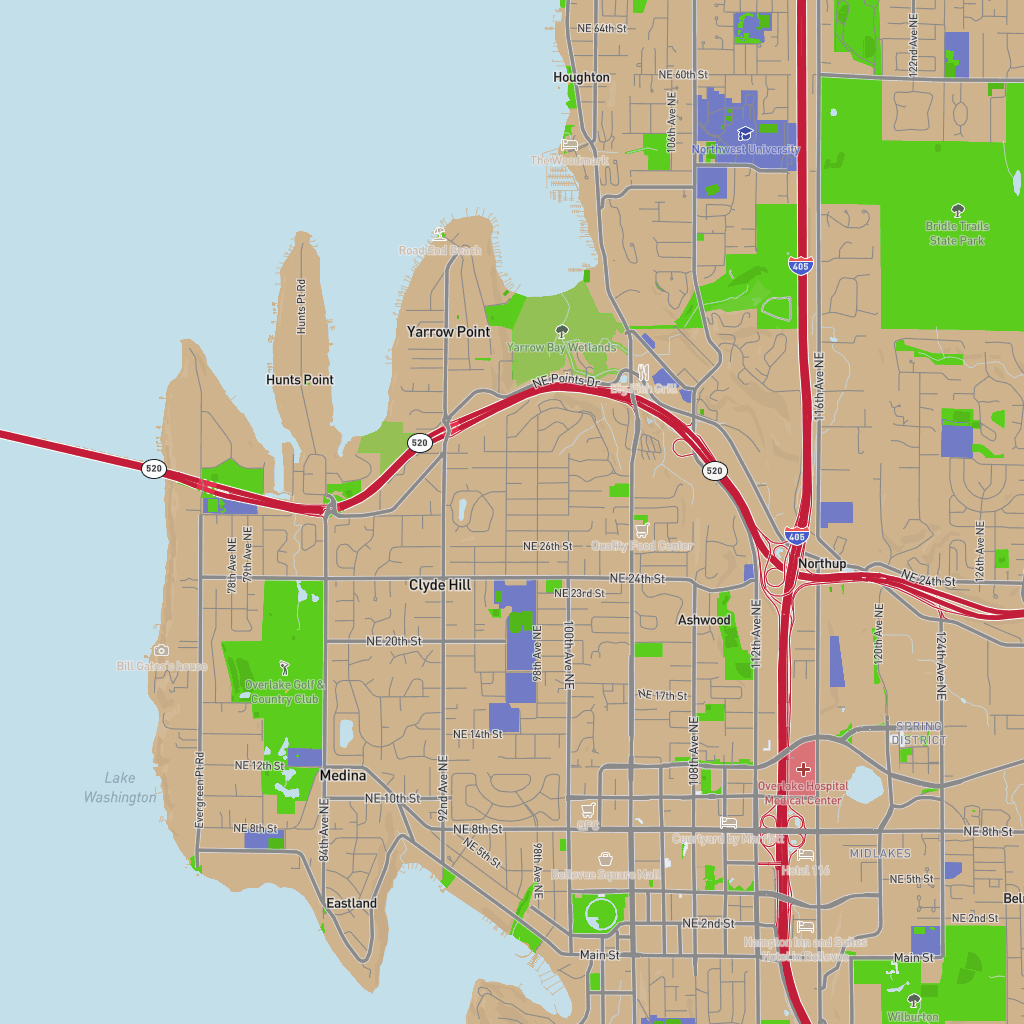 NE 64th St
122nd Ave NE
Houghton
NE 60th St
106th Ave NE
Northwest University
The Woodmark
Bridle Trails
State Park
Road End Beach
405
Hunts Pt Rd
Yarrow Point
Yarrow Bay Wetlands
116th Ave NE
Hunts Point
NE Points Dr
520
520
520
405
Quality Food Center
NE 26th St
78th Ave NE
79th Ave NE
126th Ave NE
Northup
NE 24th St
NE 24th St
Clyde Hill
NE 23rd St
Ashwood
112th Ave NE
120th Ave NE
124th Ave NE
NE 20th St
98th Ave NE
100th Ave NE
Bill Gates's house
Overlake Golf &
Country Club
NE 17th St
108th Ave NE
NE 14th St
SPRING
DISTRICT
NE 12th St
Medina
Lake
Washington
Evergreen Pt Rd
92nd Ave NE
84th Ave NE
NE 10th St
Overlake Hospital
Medical Center
QFC
NE 8th St
NE 8th St
NE 8th St
Courtyard by Marriott
NE 5th St
98th Ave NE
MIDLAKES
Bellevue Square Mall
Hotel 116
NE 5th St
Eastland
NE 2nd St
NE 2nd St
Main St
Hampton Inn and Suites
Main St
Wilburton